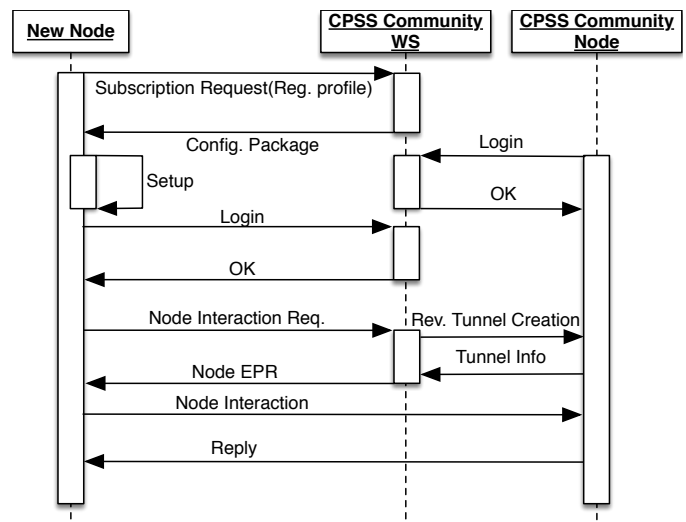 New Node
CPSS Community
WS
CPSS Community
Node
Subscription Request(Reg. profile)
Config. Package
Login
Setup
OK
Login
OK
Node Interaction Req.
Rev. Tunnel Creation
Tunnel Info
Node EPR
Node Interaction
Reply